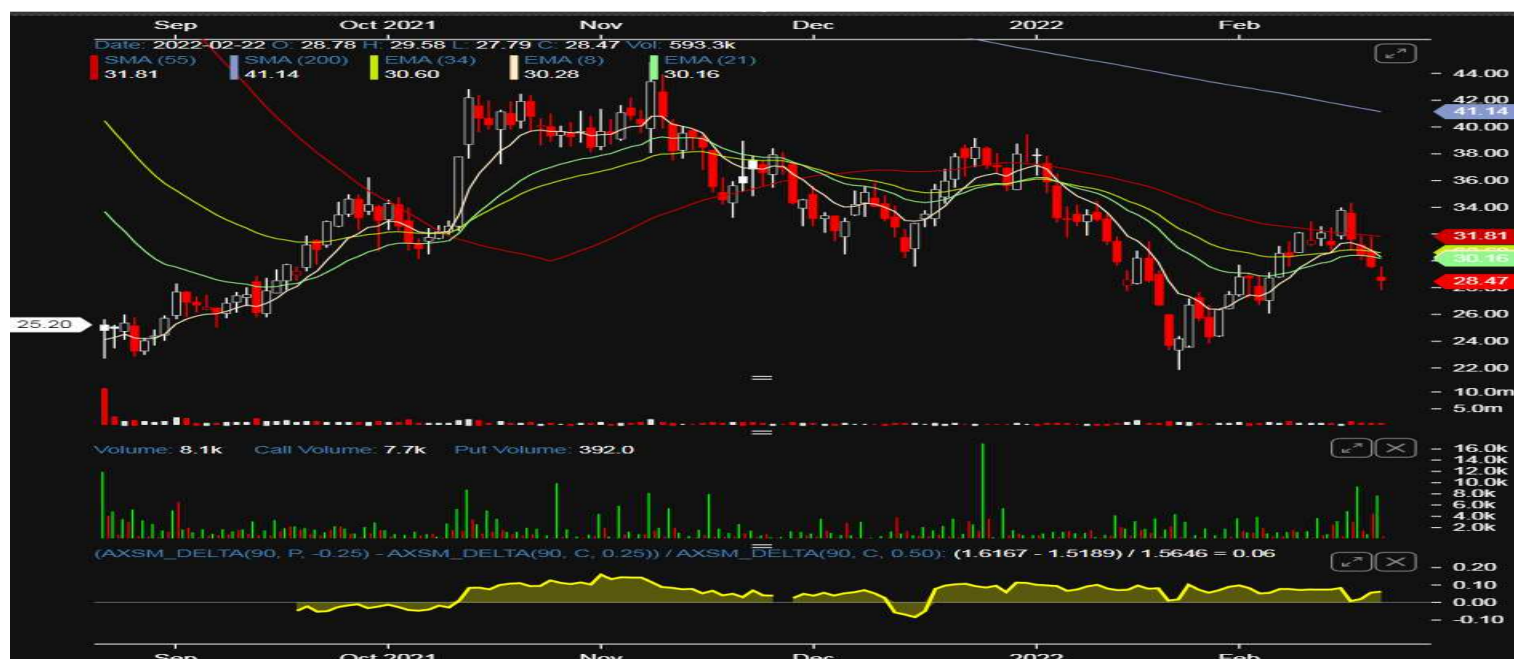 Sep Oct 2021 Nov Dec 2022 Feb
Date: 2022-02-22 O: 28.78 H: 29.58 L: 27.79 C: 28.47 Vol: 593.3k
SMA (55) SMA (200) EMA (34) EMA (8) EMA (21)
31.81 41.14 30.60 30.28 30.16
44.00
42.00
41.14
40.00
38.00
36.00
34.00
31.81
30.16
28.47
25.20
26.00
24.00
22.00
10.0m
5.0m
Volume: 8.1k Call Volume: 7.7k Put Volume: 392.0
16.0k
14.0k
12.0k
10.0k
8.0k
6.0k
4.0k
2.0k
(AXSM_DELTA(90, P, -0.25) - AXSM_DELTA(90, C, 0.25)) / AXSM_DELTA(90, C, 0.50): (1.6167 - 1.5189) / 1.5646 = 0.06
0.20
0.10
0.00
-0.10
Sep Oct 2021 Nov Dec 2022 Feb